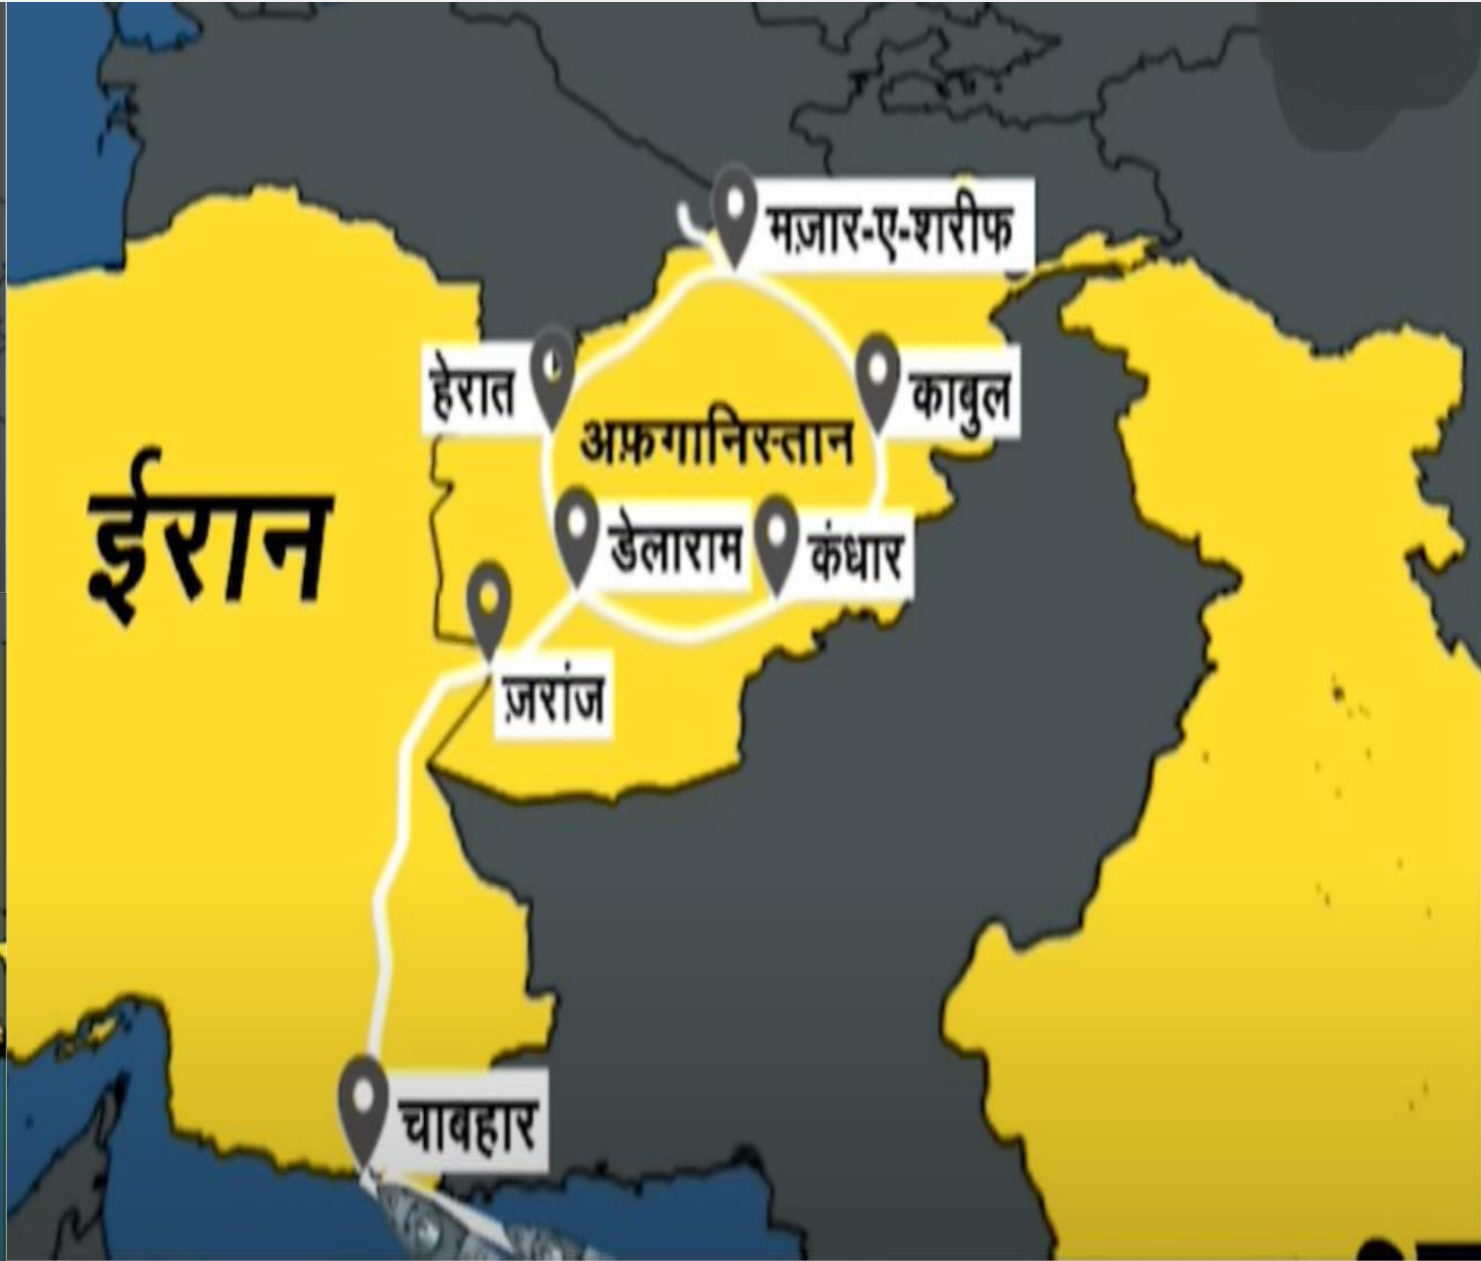 मज़ार-ए-शरीफ
हेरात
काबुल
अफ़गानिस्तान
ईरान
डेलाराम
कंधार
ज़रांज
चाबहार